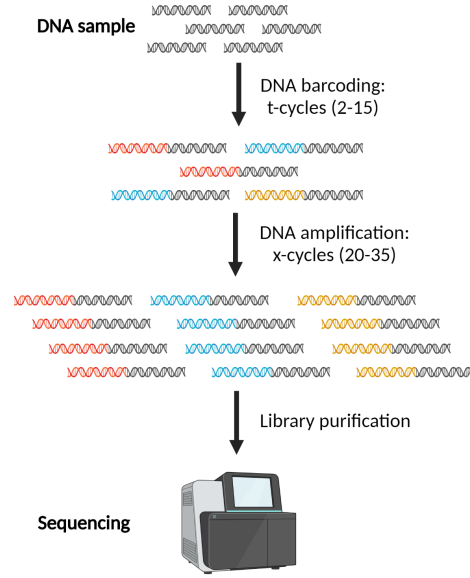 DNA sample
DNA barcoding:
t-cycles (2-15)
DNA amplification:
x-cycles (20-35)
Library purification
Sequencing